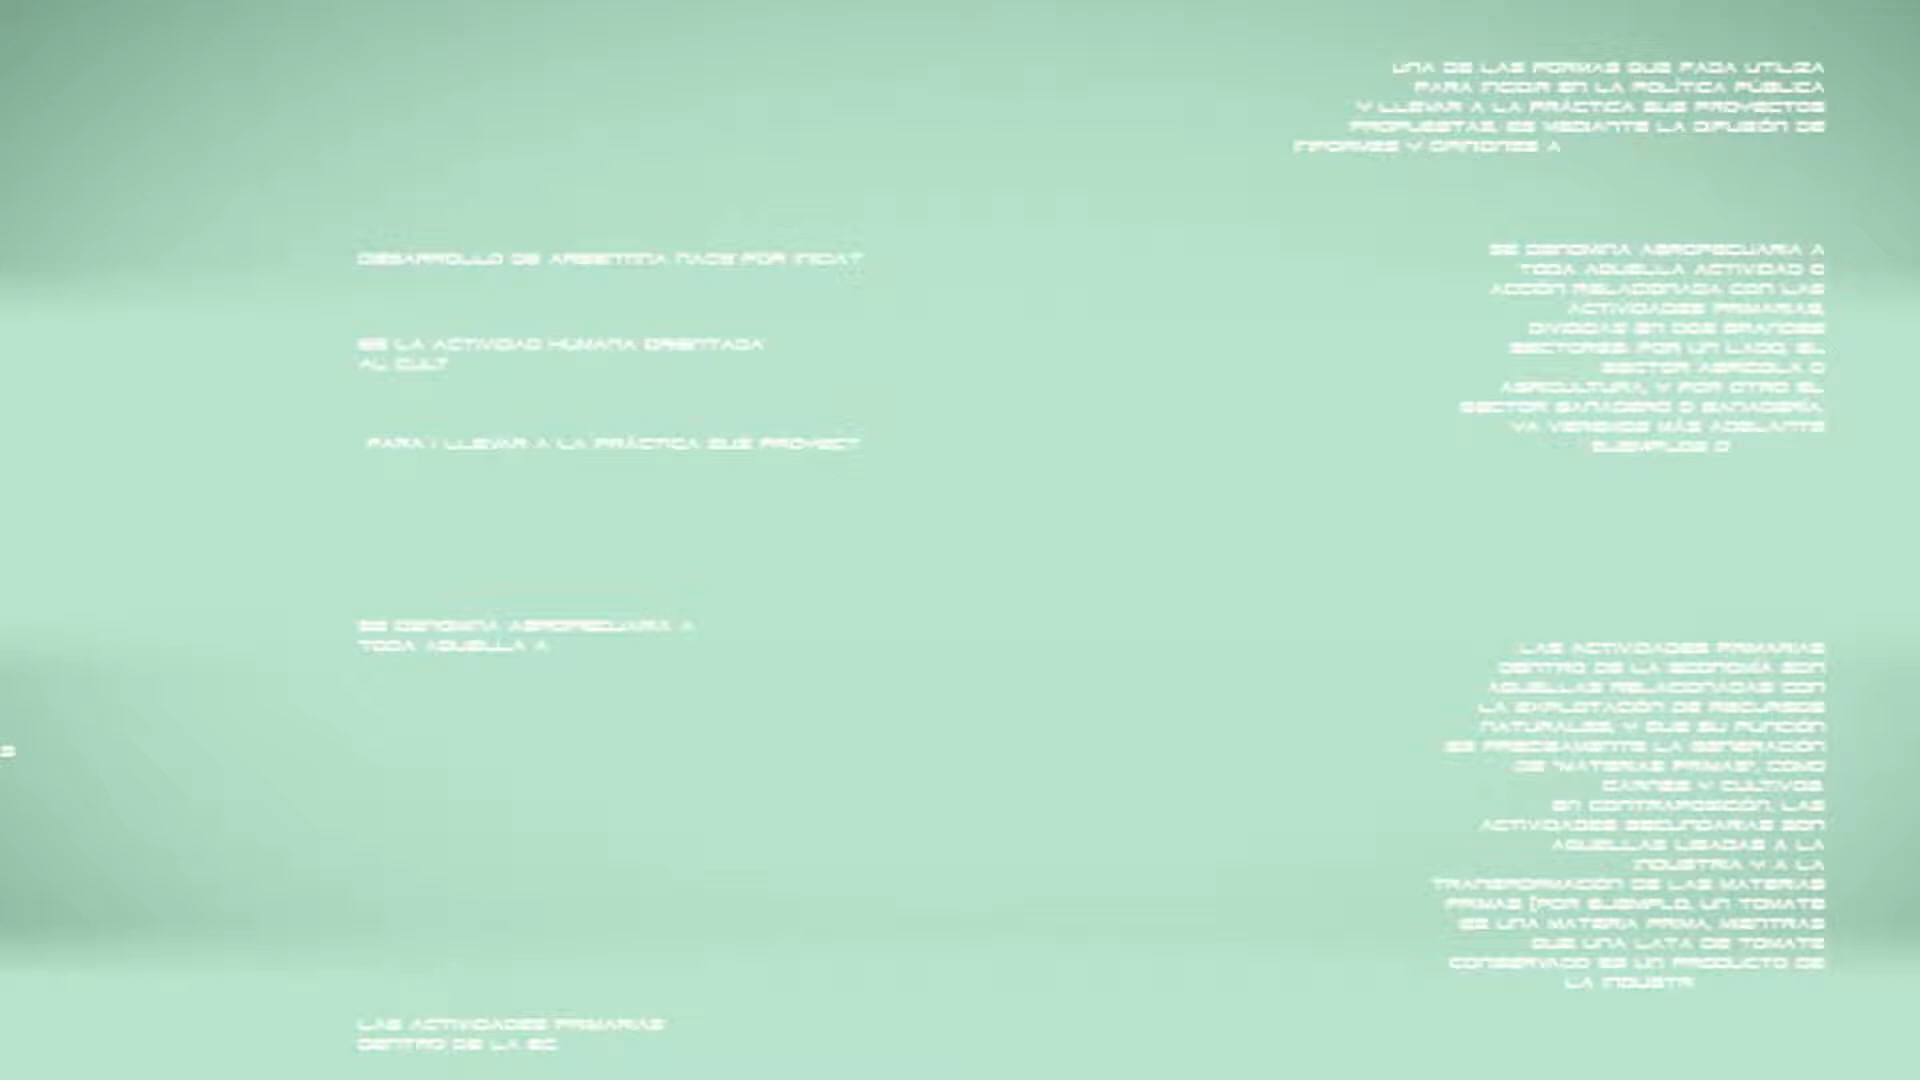 DESARROLLO DE ARGENTINA NACE POR INICIAT
ES LA ACTIVIDAD HUMANA ORIENTADA
AL CULT
PARA I LLEVAR A LA PRÁCTICA SUS PROYECT
SE DENOMINA AGROPECUARIA A
TODA AQUELLA A
S
LAS ACTIVIDADES PRIMARIAS
DENTRO DE LA EC
UNA DE LAS FORMAS QUE FADA UTILIZA
PARA INCIDIR EN LA POLÍTICA PÚBLICA
Y LLEVAR A LA PRÁCTICA SUS PROYECTOS
PROPUESTAS, ES MEDIANTE LA DIFUSIÓN DE
INFORMES Y OPINIONES A
SE DENOMINA AGROPECUARIA A
TODA AQUELLA ACTIVIDAD O
ACCIÓN RELACIONADA CON LAS
ACTIVIDADES PRIMARIAS,
DIVIDIDAS EN DOS GRANDES
SECTORES: POR UN LADO, EL
SECTOR AGRÍCOLA O
AGRICULTURA, Y POR OTRO EL
SECTOR GANADERO O GANADERÍA.
YA VEREMOS MÁS ADELANTE
EJEMPLOS D
LAS ACTIVIDADES PRIMARIAS
DENTRO DE LA ECONOMÍA SON
AQUELLAS RELACIONADAS CON
LA EXPLOTACIÓN DE RECURSOS
NATURALES, Y QUE SU FUNCIÓN
ES PRECISAMENTE LA GENERACIÓN
DE "MATERIAS PRIMAS", COMO
CARNES Y CULTIVOS.
EN CONTRAPOSICIÓN, LAS
ACTIVIDADES SECUNDARIAS SON
AQUELLAS LIGADAS A LA
INDUSTRIA Y A LA
TRANSFORMACIÓN DE LAS MATERIAS
PRIMAS (POR EJEMPLO, UN TOMATE
ES UNA MATERIA PRIMA, MIENTRAS
QUE UNA LATA DE TOMATE
CONSERVADO ES UN PRODUCTO DE
LA INDUSTRI